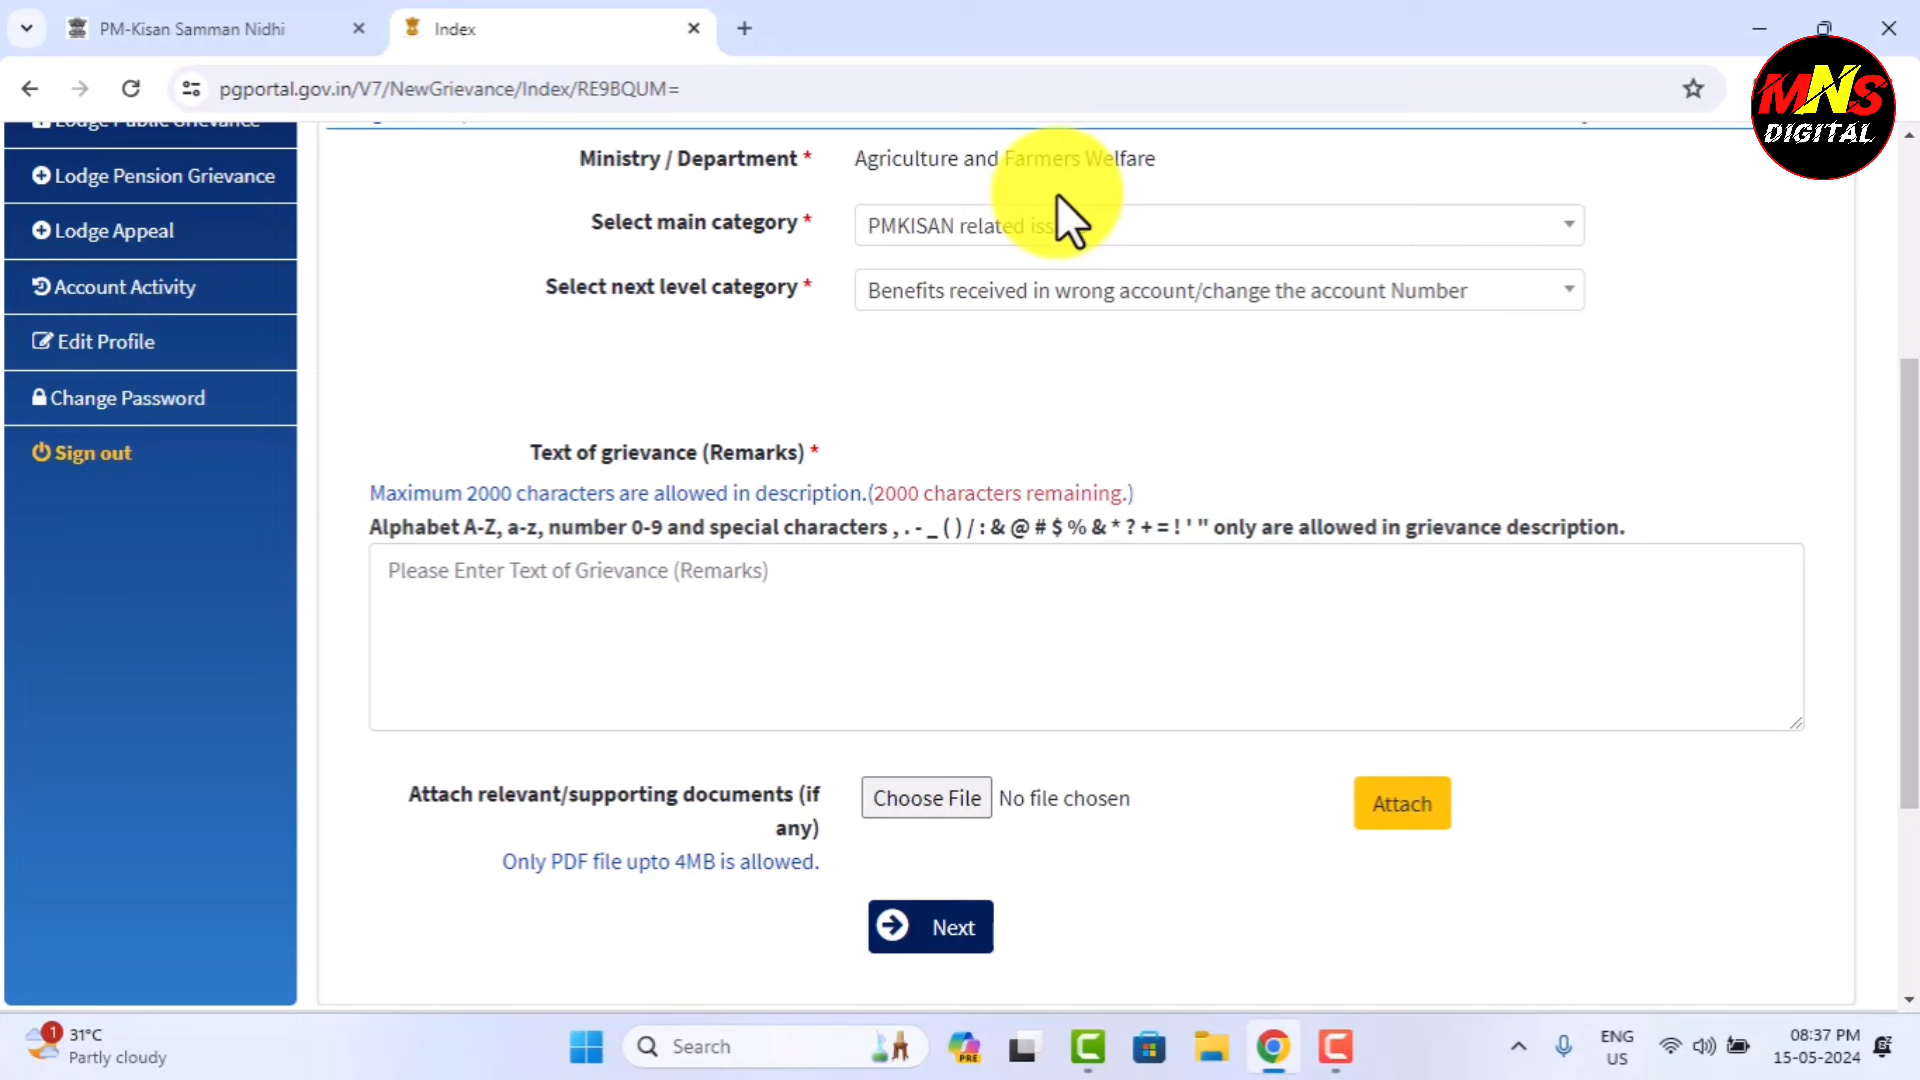 PM-Kisan Samman Nidhi
Index
pgportal.gov.in/V7/NewGrievance/Index/RE9BQUM=
MNS
DIGITAL
Lodge Public Grievance
Lodge Pension Grievance
Lodge Appeal
Account Activity
Edit Profile
Change Password
Sign out
Ministry / Department * Agriculture and Farmers Welfare
Select main category * PMKISAN related iss
Select next level category * Benefits received in wrong account/change the account Number
Text of grievance (Remarks) *
Maximum 2000 characters are allowed in description.(2000 characters remaining.)
Alphabet A-Z, a-z, number 0-9 and special characters , . - _ ( ) / : & @ # $ % & * ? + = ! ' " only are allowed in grievance description.
Please Enter Text of Grievance (Remarks)
Attach relevant/supporting documents (if
any)
Choose File No file chosen
Attach
Only PDF file upto 4MB is allowed.
Next
1
31°C
Partly cloudy
Search
PRE
ENG
US
08:37 PM
15-05-2024